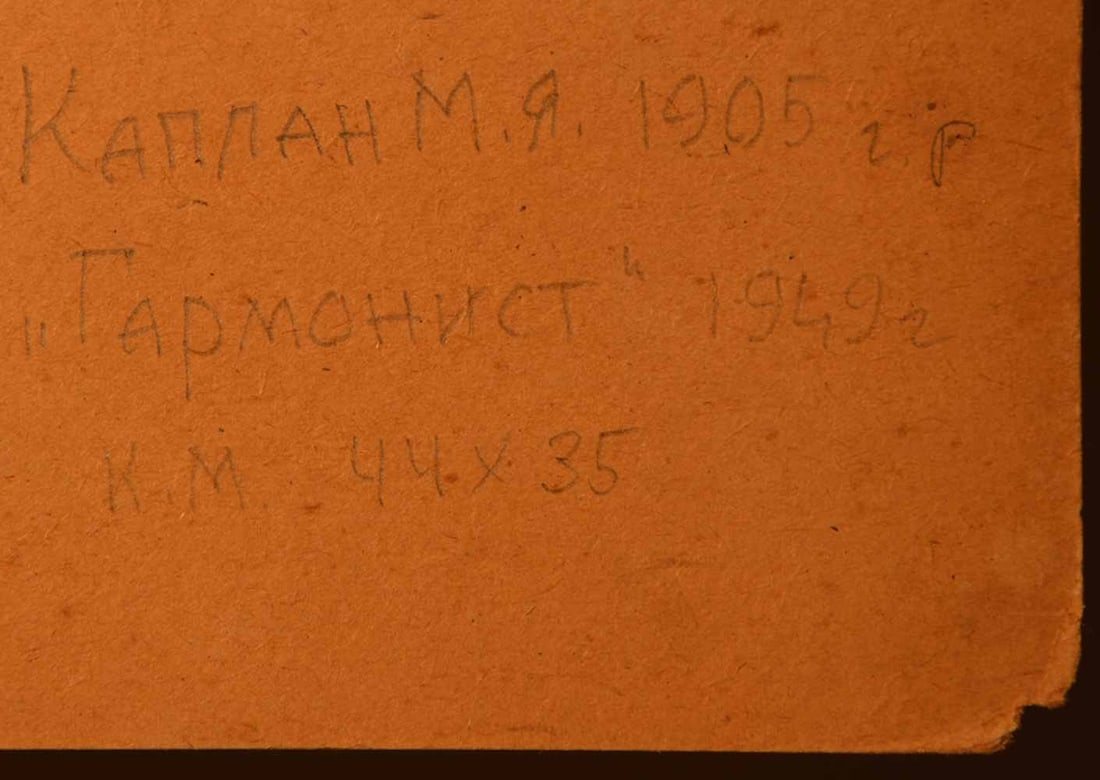 Каплан М.Я. 1905 г.р
„Гармонист“ 1949г
К.М. 44х35